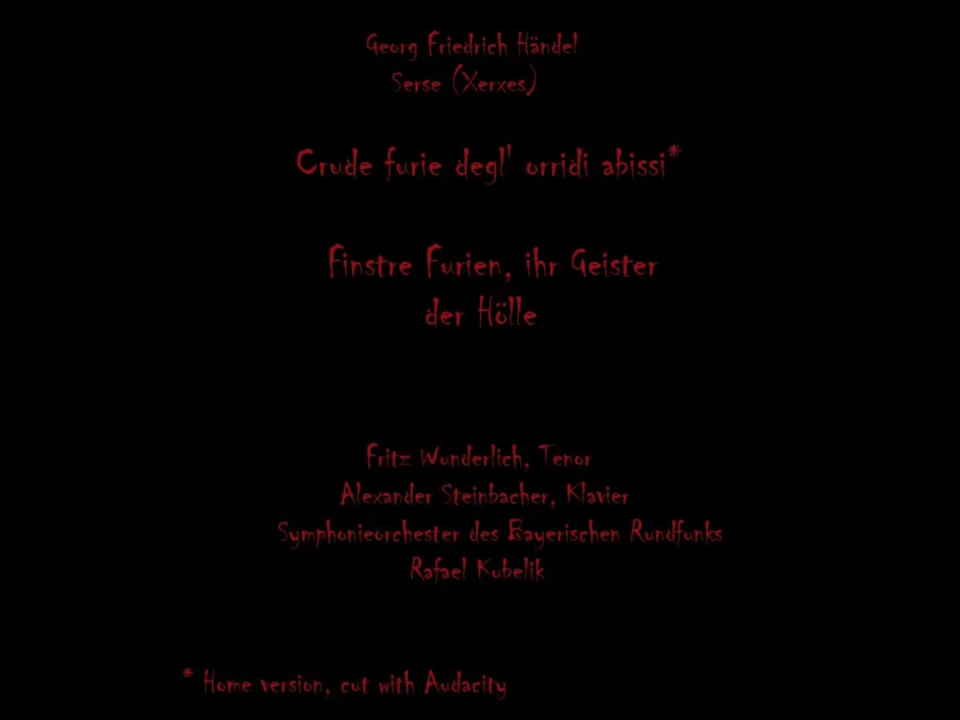 Georg Friedrich Händel
Serse (Xerxes)
Crude furie degl' orridi abissi*
Finstre Furien, ihr Geister
der Hölle
Fritz Wunderlich, Tenor
Alexander Steinbacher, Klavier
Symphonieorchester des Bayerischen Rundfunks
Rafael Kubelik
* Home version, cut with Audacity